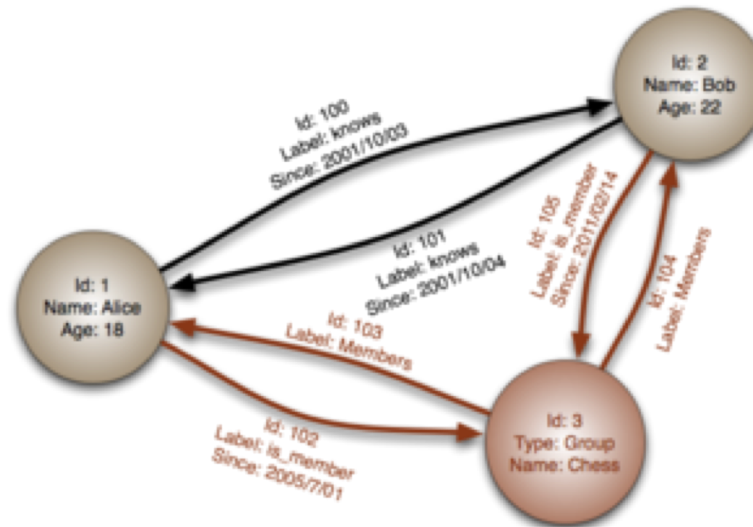 Id: 2
Name: Bob
Age: 22
Id: 100
Label: knows
Since: 2001/10/03
Id: 101
Label: knows
Since: 2001/10/04
Id: 105
Label: is_member
Since: 2011/02/14
Id: 104
Label: Members
Id: 1
Name: Alice
Age: 18
Id: 103
Label: Members
Id: 102
Label: is_member
Since: 2005/7/01
Id: 3
Type: Group
Name: Chess